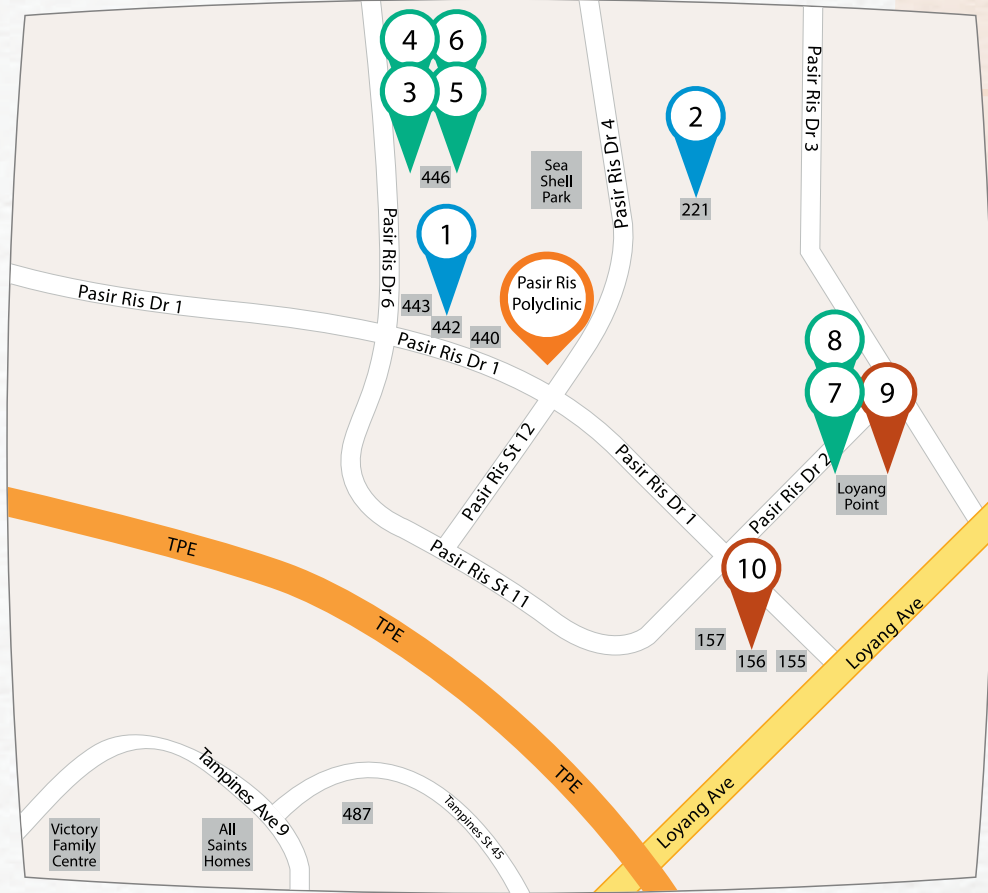 4
6
3
5
446
Sea
Shell
Park
Pasir Ris Dr 4
2
221
Pasir Ris Dr 3
Pasir Ris Dr 6
1
443
442
440
Pasir Ris
Polyclinic
Pasir Ris Dr 1
Pasir Ris Dr 1
8
7
9
Loyang
Point
Pasir Ris St 12
Pasir Ris Dr 1
Pasir Ris Dr 2
TPE
Pasir Ris St 11
10
157
156
155
TPE
Loyang Ave
Tampines Ave 9
TPE
487
Tampines St 45
Loyang Ave
Victory
Family
Centre
All
Saints
Homes